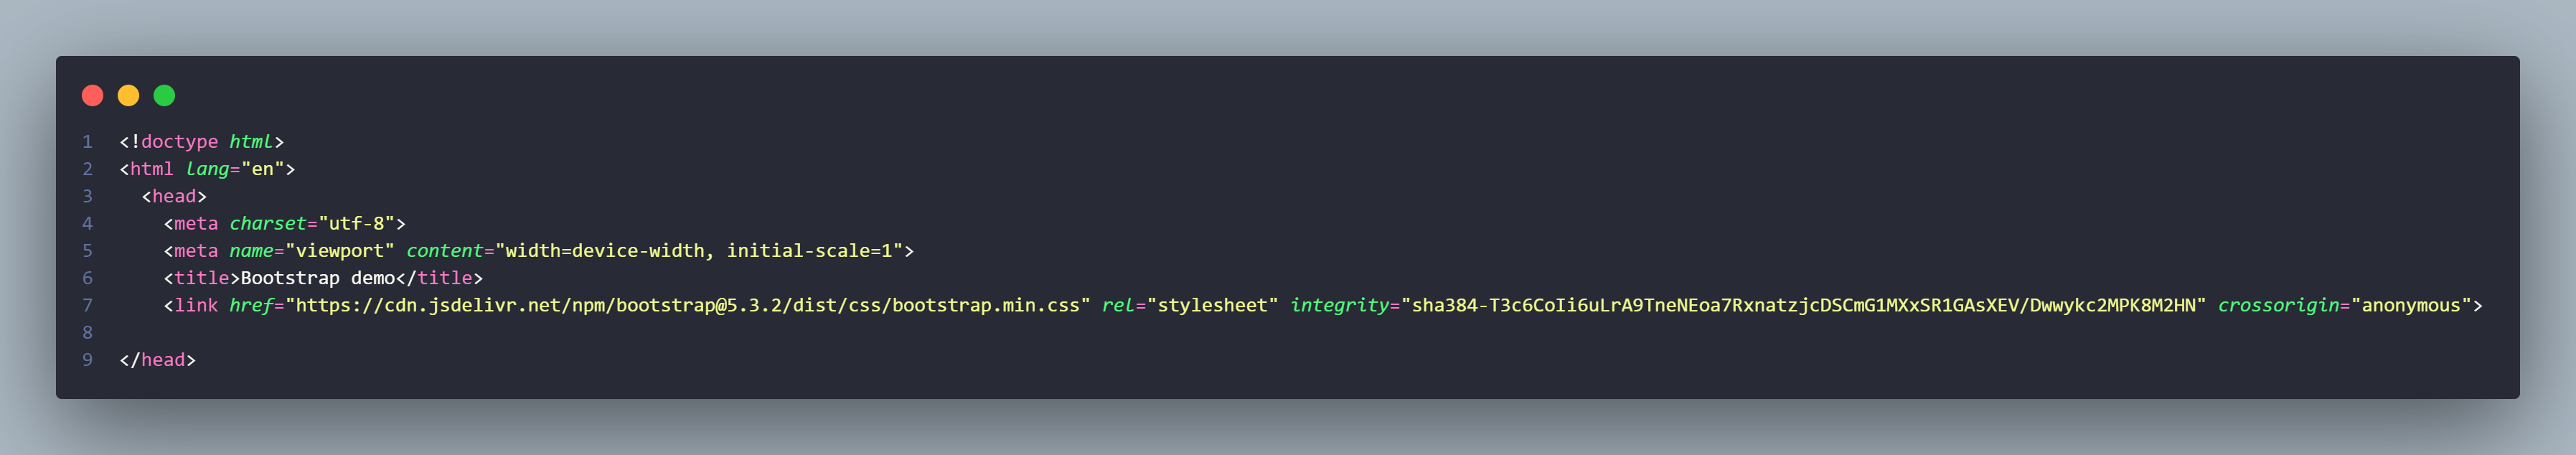 1 <!doctype html>
2 <html lang="en">
3   <head>
4     <meta charset="utf-8">
5     <meta name="viewport" content="width=device-width, initial-scale=1">
6     <title>Bootstrap demo</title>
7     <link href="https://cdn.jsdelivr.net/npm/bootstrap@5.3.2/dist/css/bootstrap.min.css" rel="stylesheet" integrity="sha384-T3c6CoIi6uLrA9TneNEoa7RxnatzjcDSCmG1MXxSR1GAsXEV/Dwwykc2MPK8M2HN" crossorigin="anonymous">
8
9 </head>